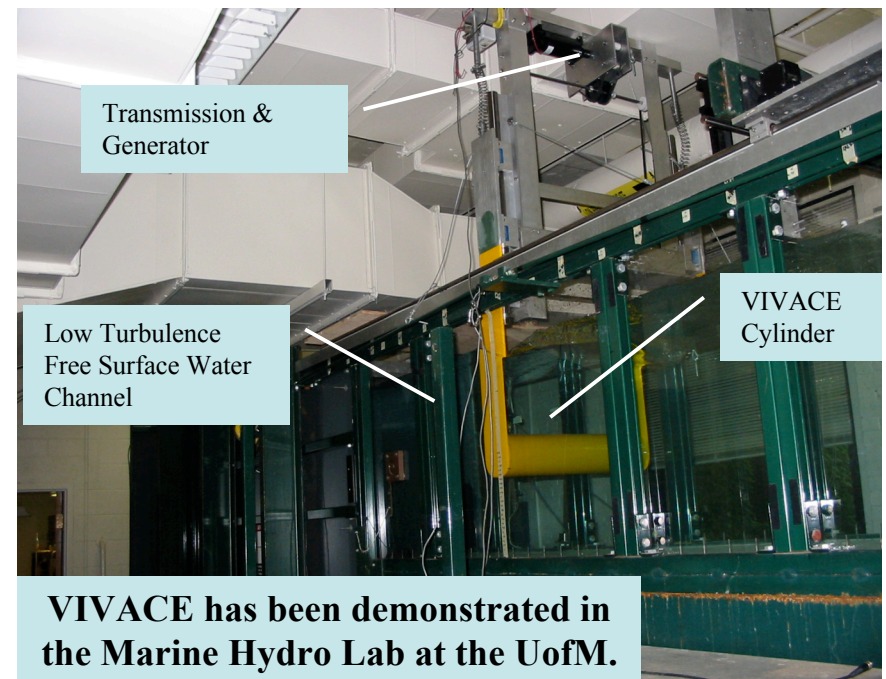 Transmission &
Generator
VIVACE
Cylinder
Low Turbulence
Free Surface Water
Channel
VIVACE has been demonstrated in
the Marine Hydro Lab at the UofM.